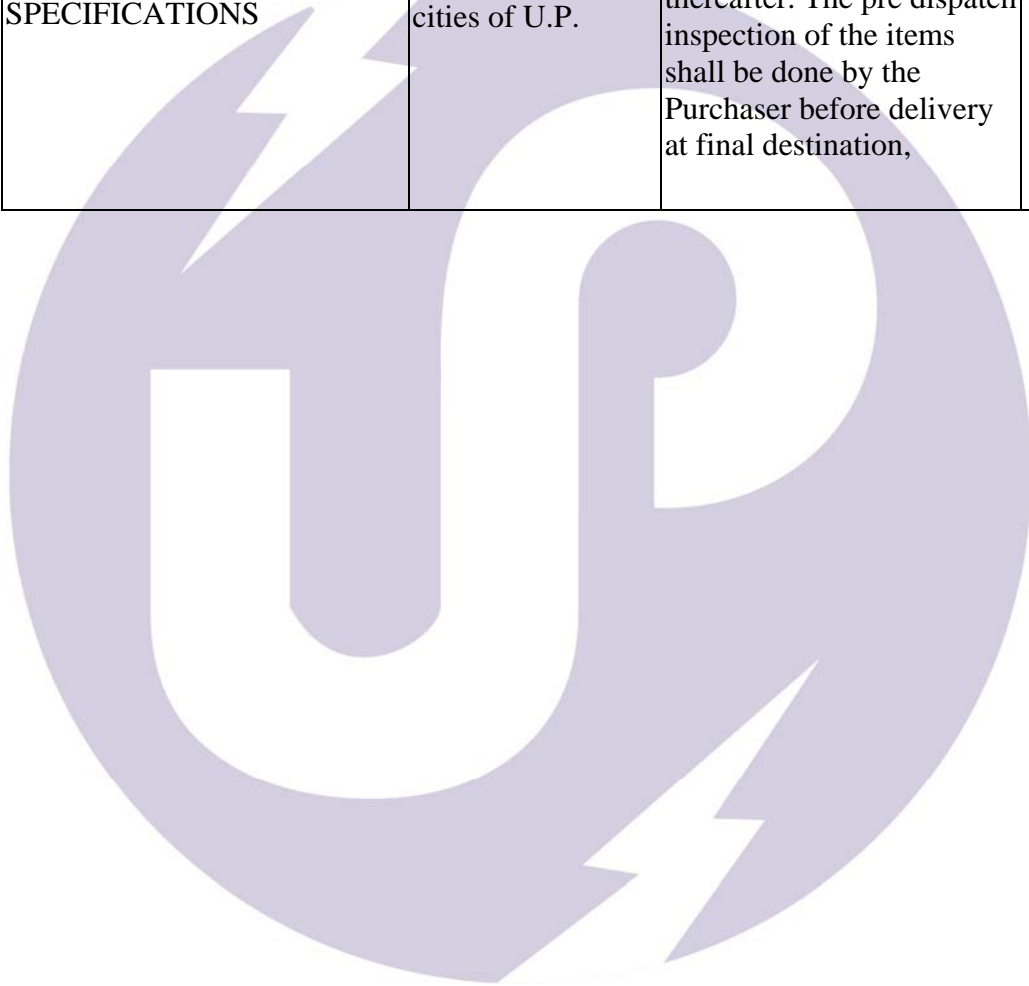 SPECIFICATIONS
cities of U.P.
thereafter. The pre dispatch
inspection of the items
shall be done by the
Purchaser before delivery
at final destination,
UP